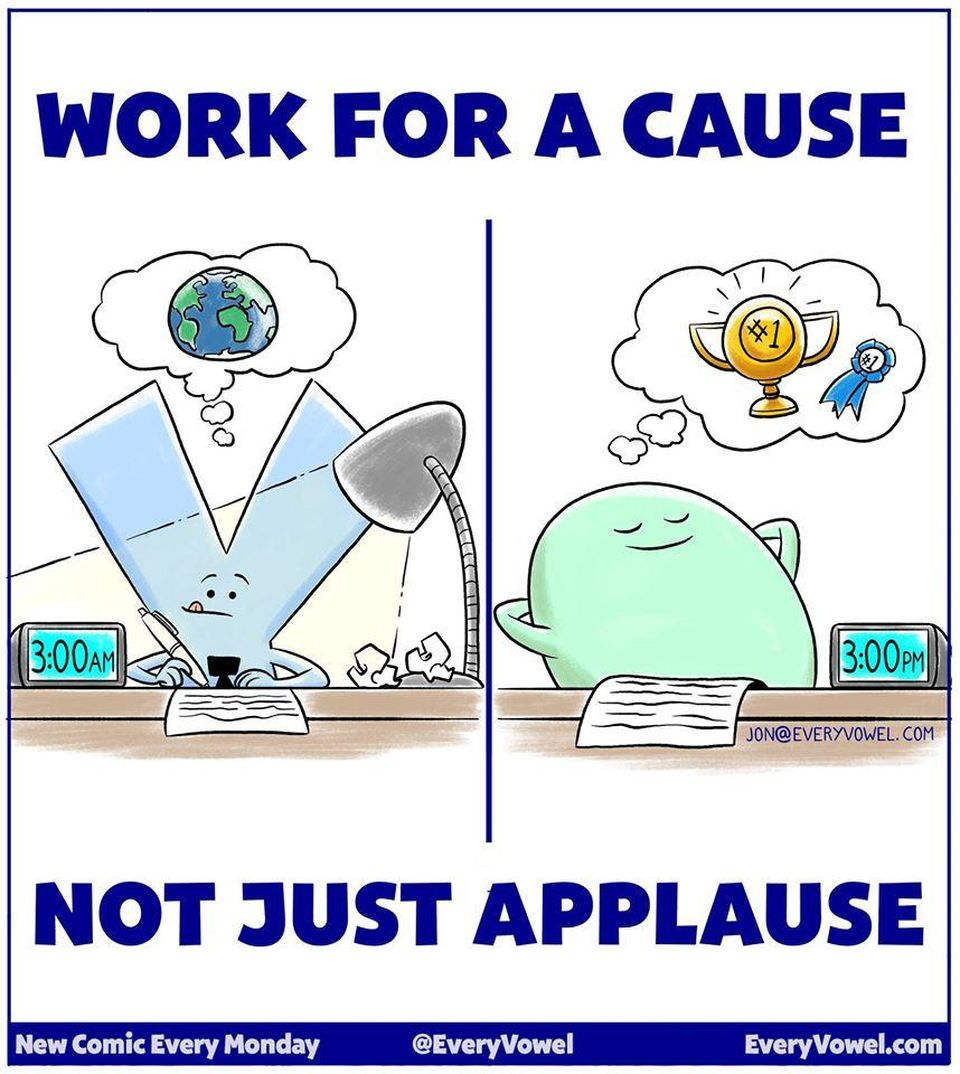 WORK FOR A CAUSE
#1
#1
3:00AM
3:00PM
JON@EVERYVOWEL.COM
NOT JUST APPLAUSE
New Comic Every Monday
@EveryVowel
EveryVowel.com